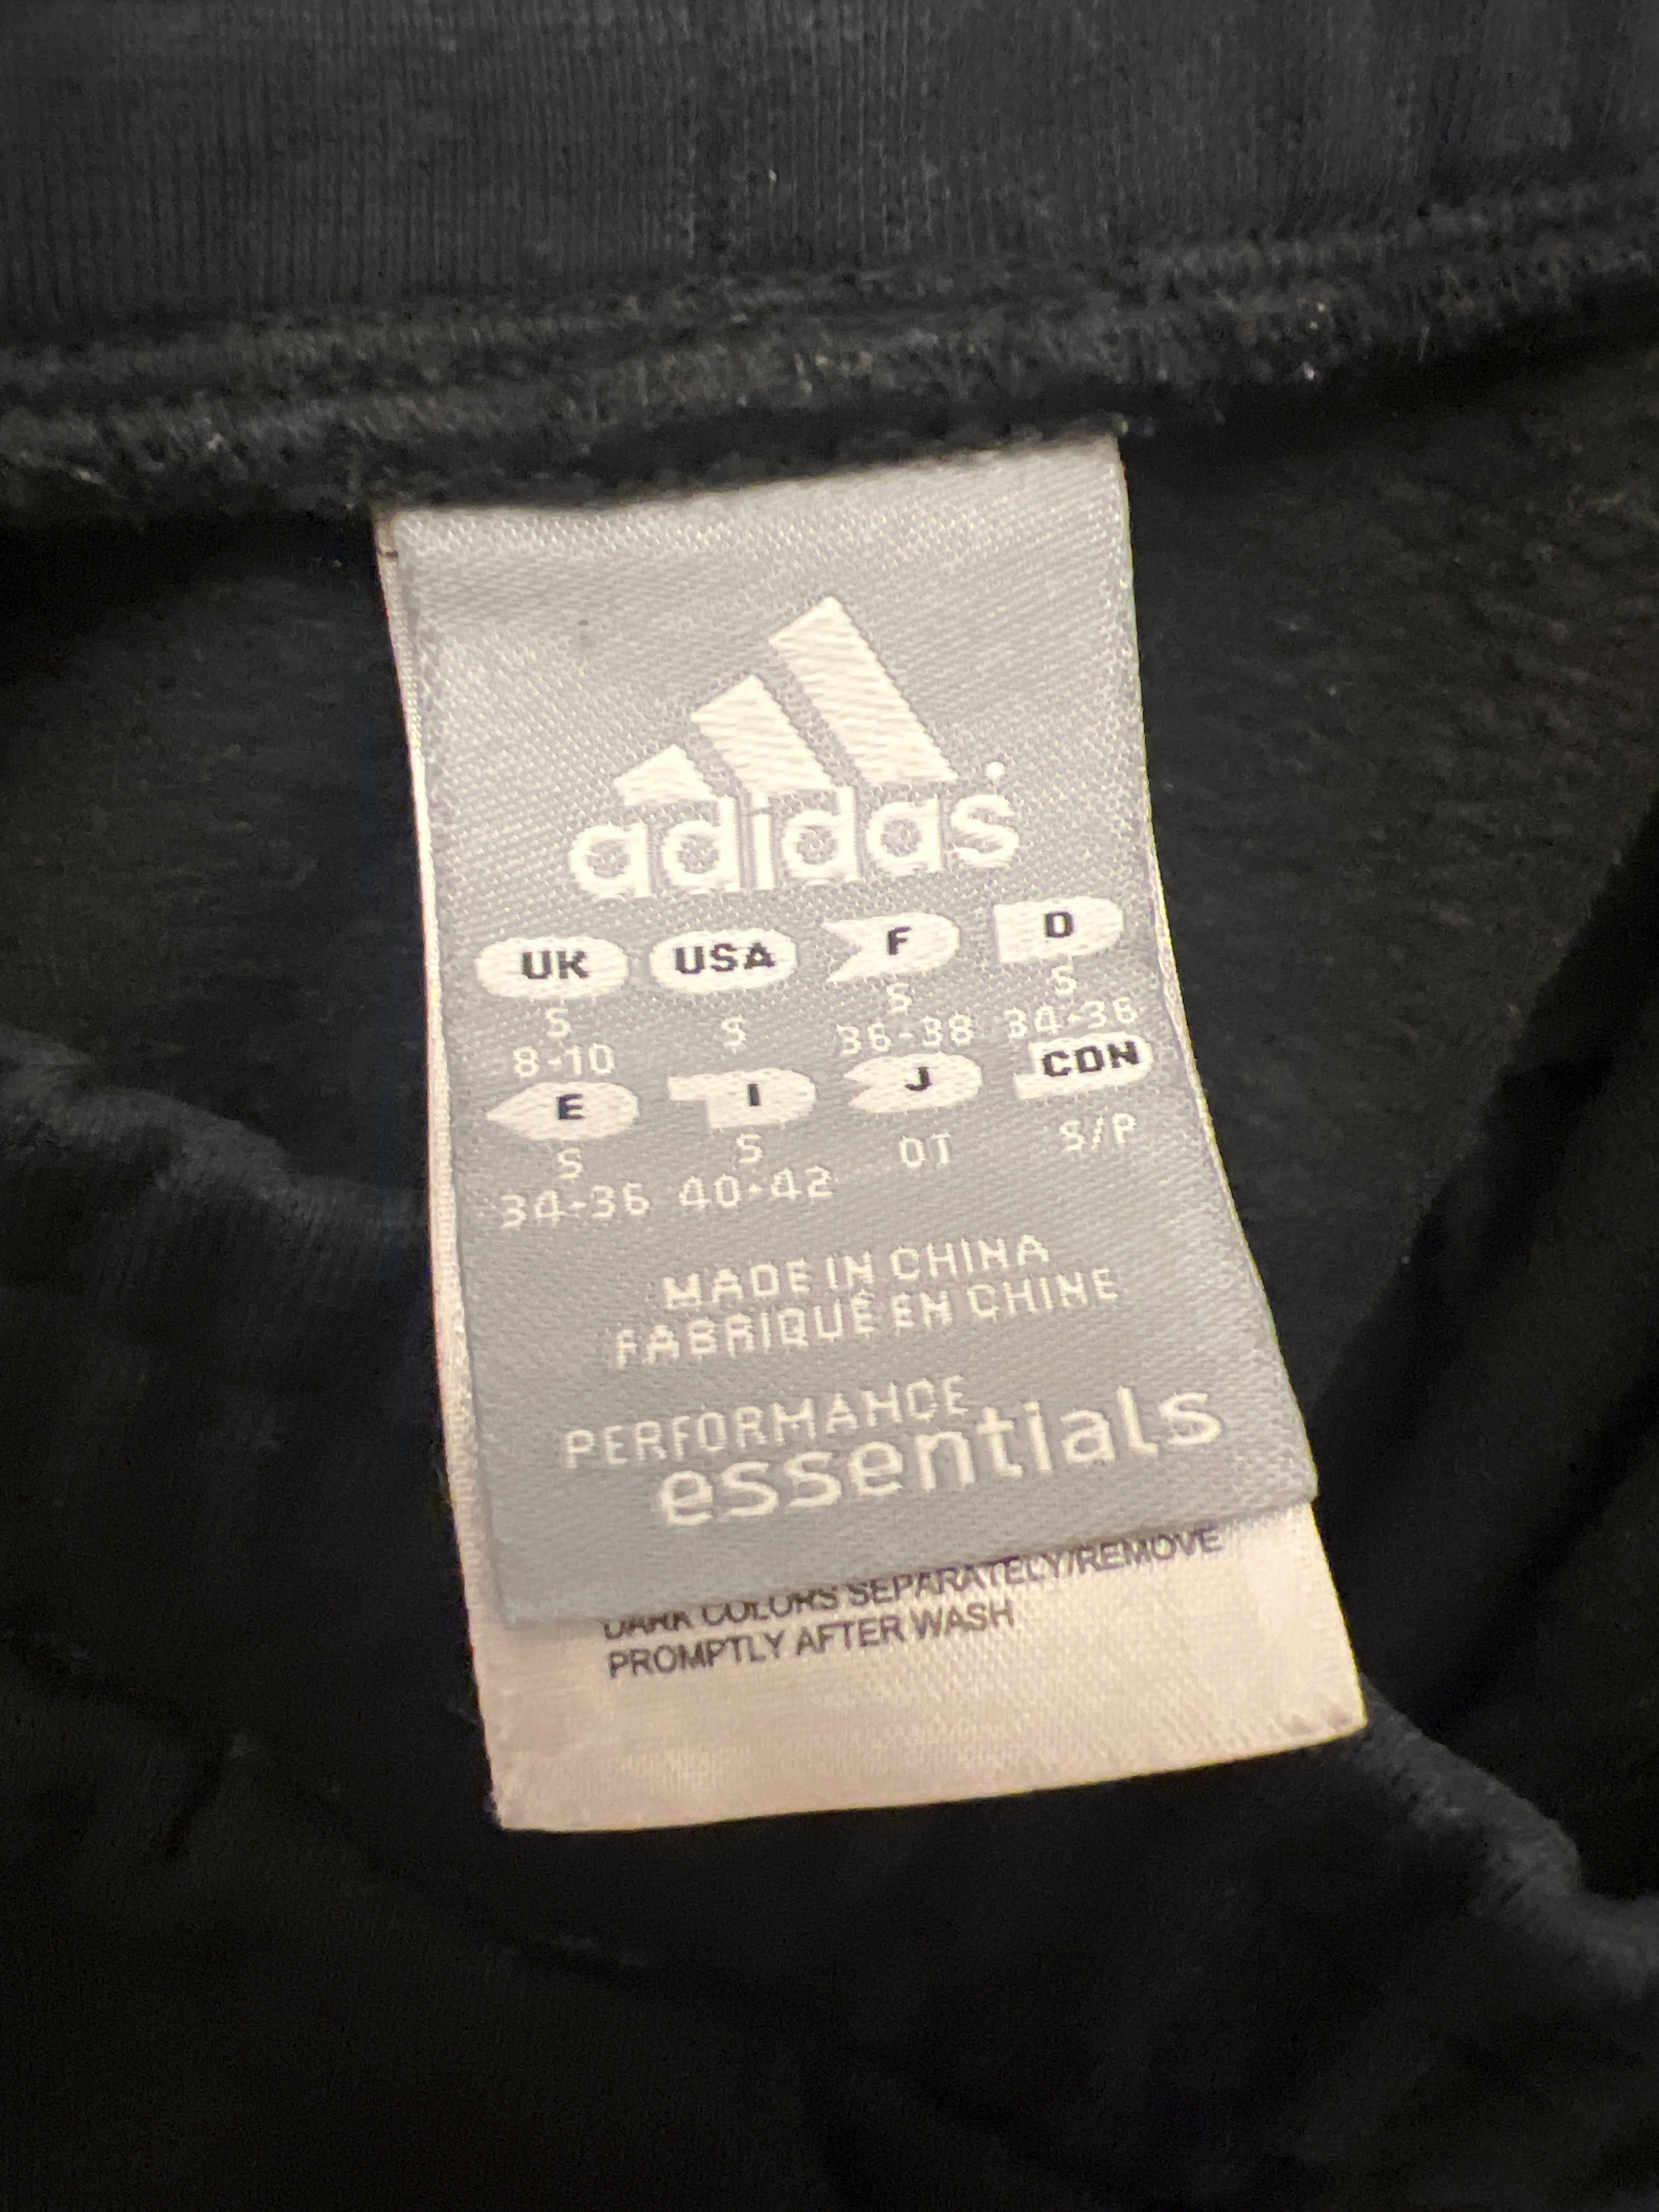 adidas
UK USA F D
S S S S
8-10 36-38 34-36
E I J CDN
S S OT S/P
34-36 40-42
MADE IN CHINA
FABRIQUÉ EN CHINE
PERFORMANCE
essentials
DARK COLORS SEPARATELY/REMOVE
PROMPTLY AFTER WASH